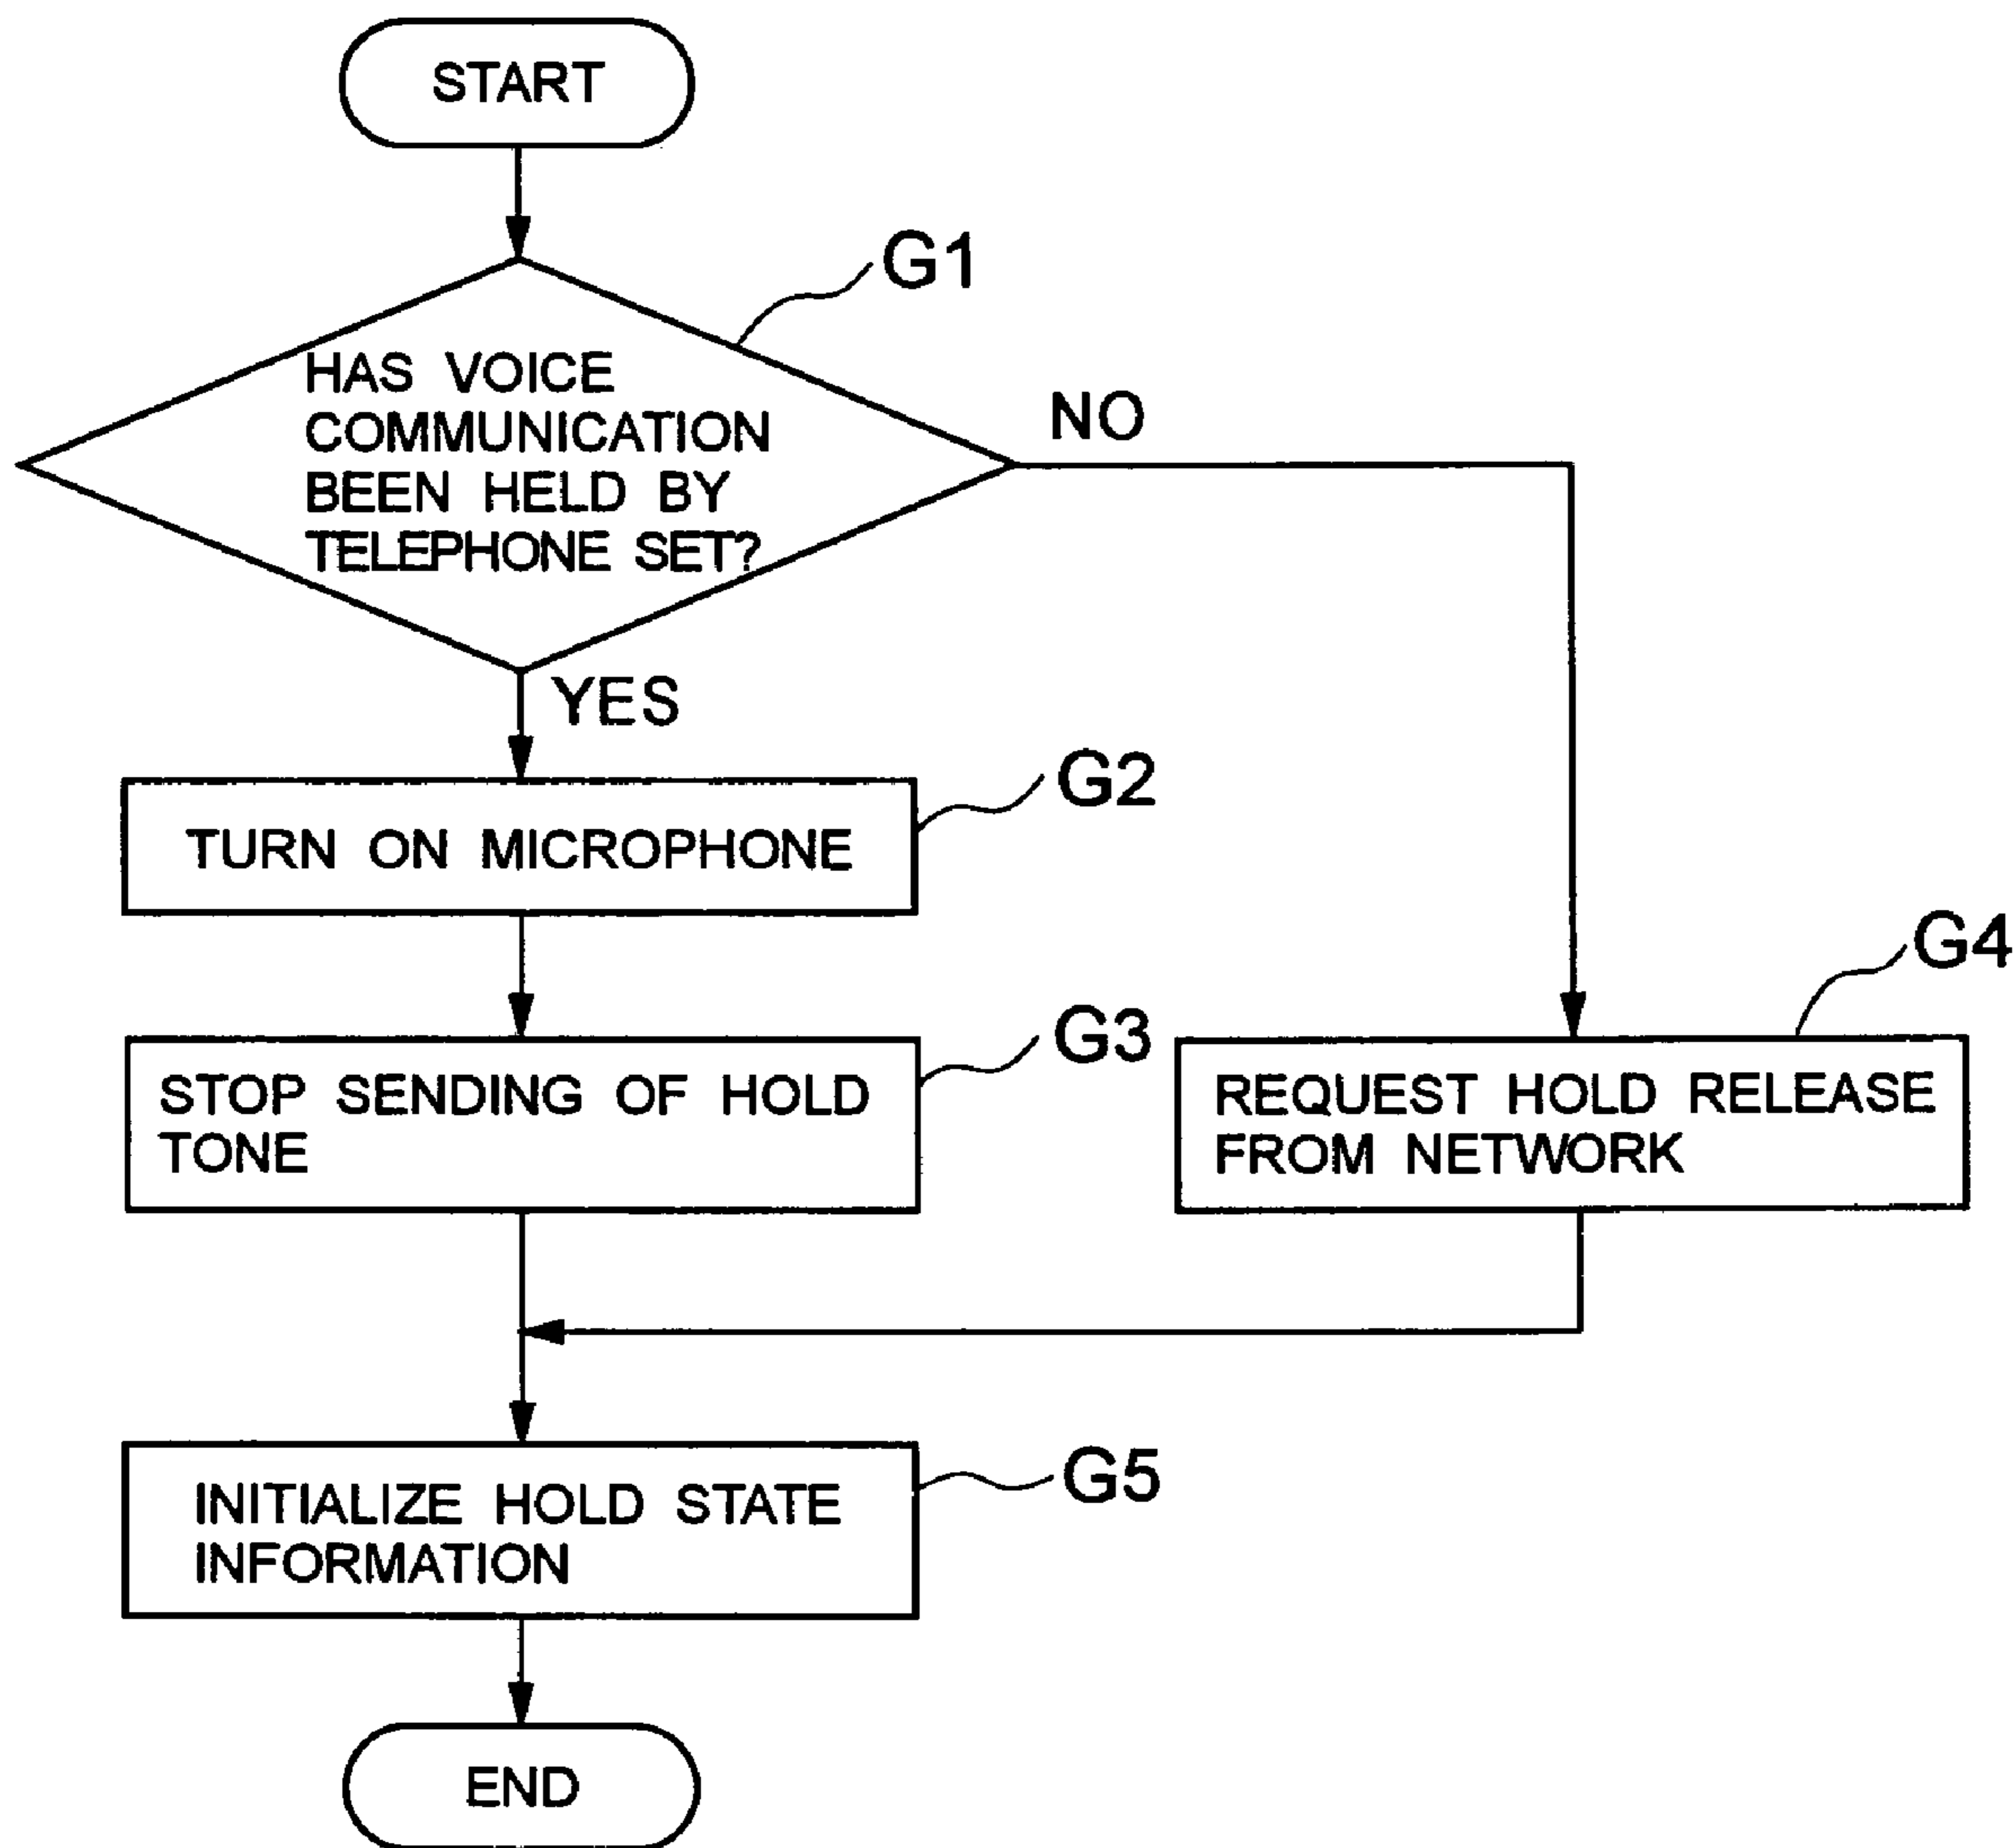 START
G1
HAS VOICE
COMMUNICATION
BEEN HELD BY
TELEPHONE SET?
NO
YES
G2
TURN ON MICROPHONE
G4
G3
STOP SENDING OF HOLD
TONE
REQUEST HOLD RELEASE
FROM NETWORK
G5
INITIALIZE HOLD STATE
INFORMATION
END